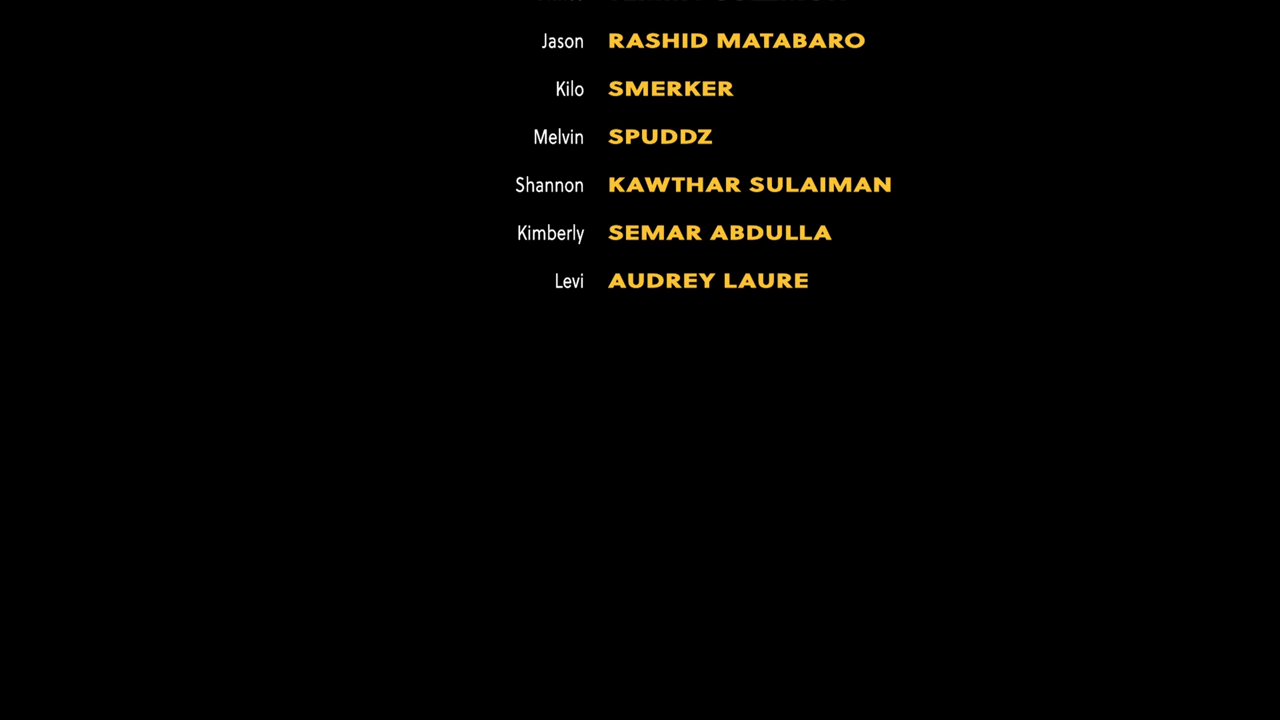 Jason RASHID MATABARO
Kilo SMERKER
Melvin SPUDDZ
Shannon KAWTHAR SULAIMAN
Kimberly SEMAR ABDULLA
Levi AUDREY LAURE